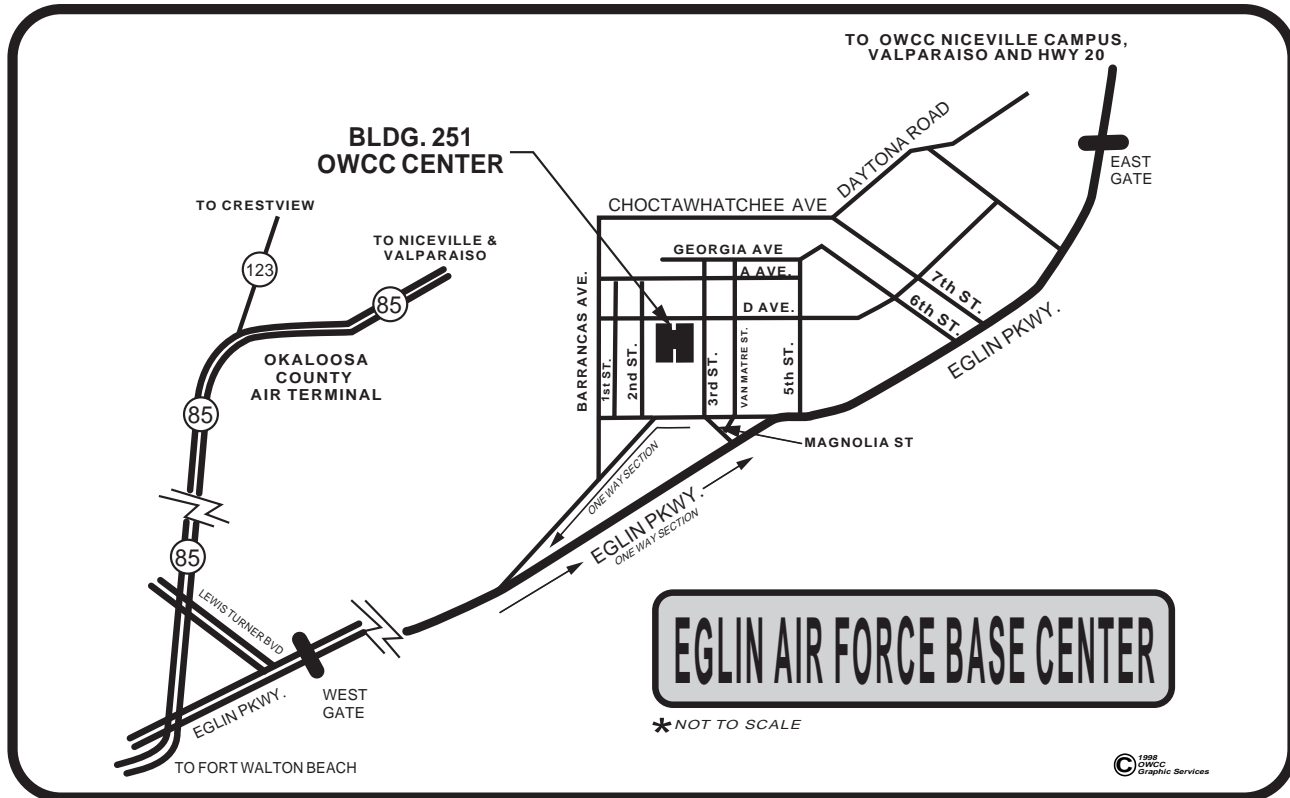 TO OWCC NICEVILLE CAMPUS,
VALPARAISO AND HWY 20
EAST
GATE
DAYTONA ROAD
BLDG. 251
OWCC CENTER
CHOCTAWHATCHEE AVE
TO CRESTVIEW
123
TO NICEVILLE &
VALPARAISO
85
GEORGIA AVE
A AVE.
D AVE.
7th ST.
6th ST.
EGLIN PKWY.
BARRANCAS AVE.
1st ST.
2nd ST.
3rd ST.
VAN MATRE ST.
5th ST.
OKALOOSA
COUNTY
AIR TERMINAL
85
MAGNOLIA ST
ONE WAY SECTION
EGLIN PKWY.
ONE WAY SECTION
85
LEWIS TURNER BVD
WEST
GATE
EGLIN PKWY.
TO FORT WALTON BEACH
EGLIN AIR FORCE BASE CENTER
*NOT TO SCALE
© 1998
OWCC
Graphic Services